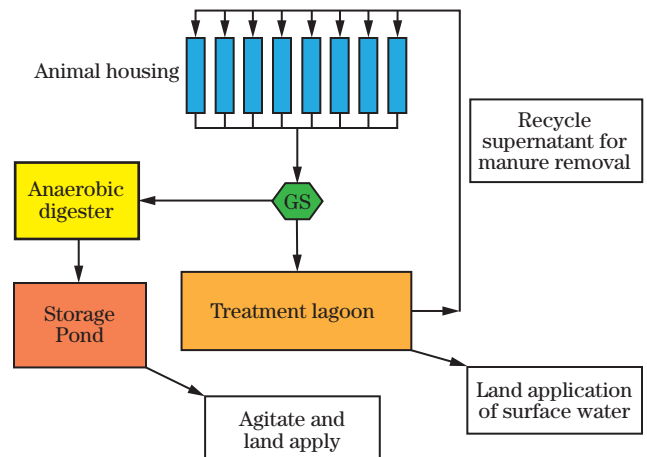 Animal housing
Recycle
supernatant for
manure removal
Anaerobic
digester
GS
Storage
Pond
Treatment lagoon
Land application
of surface water
Agitate and
land apply